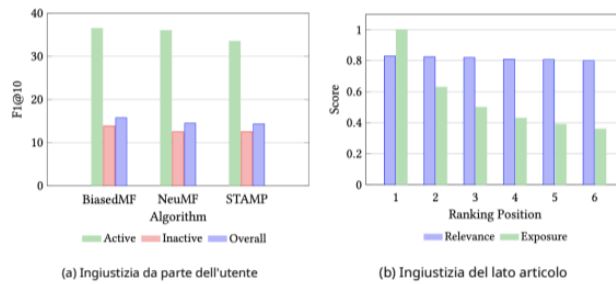 40
30
20
10
0
F1@10
BiasedMF NeuMF STAMP
Algorithm
Active Inactive Overall
(a) Ingiustizia da parte dell'utente
1
0.8
0.6
0.4
0.2
0
Score
1 2 3 4 5 6
Ranking Position
Relevance Exposure
(b) Ingiustizia del lato articolo